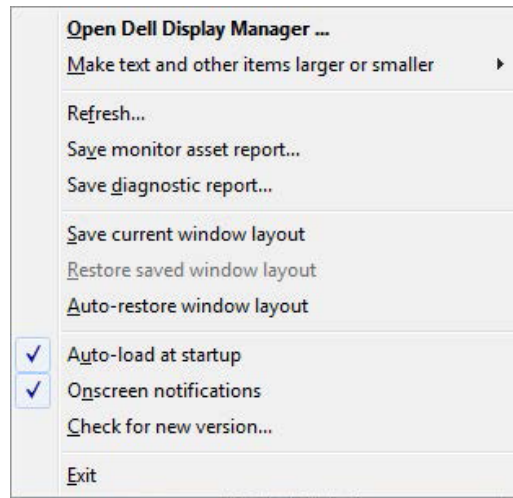 Open Dell Display Manager ...
Make text and other items larger or smaller
Refresh...
Save monitor asset report...
Save diagnostic report...
Save current window layout
Restore saved window layout
Auto-restore window layout
Auto-load at startup
Onscreen notifications
Check for new version...
Exit